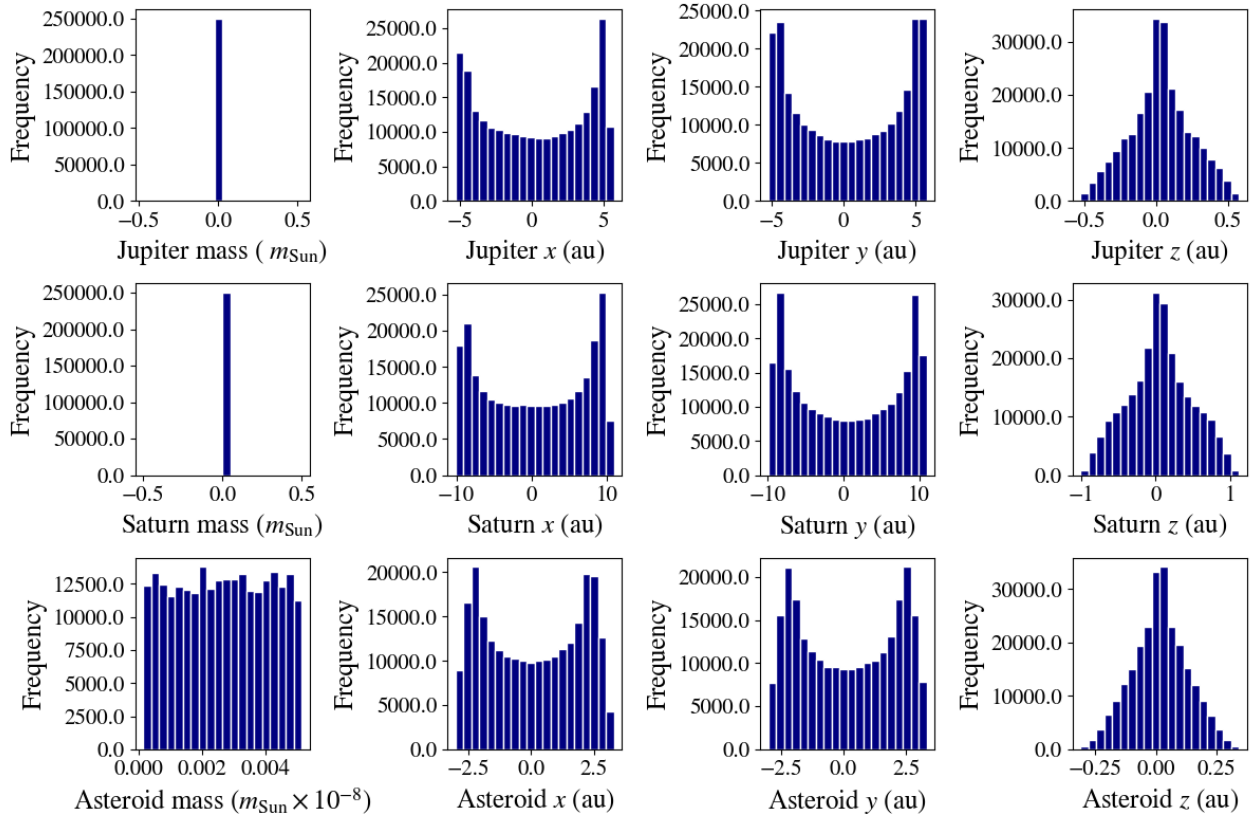 Frequency
250000.0
200000.0
150000.0
100000.0
50000.0
0.0
−0.5 0.0 0.5
Jupiter mass ( mSun)
Frequency
25000.0
20000.0
15000.0
10000.0
5000.0
0.0
−5 0 5
Jupiter x (au)
Frequency
25000.0
20000.0
15000.0
10000.0
5000.0
0.0
−5 0 5
Jupiter y (au)
Frequency
30000.0
20000.0
10000.0
0.0
−0.5 0.0 0.5
Jupiter z (au)
Frequency
250000.0
200000.0
150000.0
100000.0
50000.0
0.0
−0.5 0.0 0.5
Saturn mass (mSun)
Frequency
25000.0
20000.0
15000.0
10000.0
5000.0
0.0
−10 0 10
Saturn x (au)
Frequency
25000.0
20000.0
15000.0
10000.0
5000.0
0.0
−10 0 10
Saturn y (au)
Frequency
30000.0
20000.0
10000.0
0.0
−1 0 1
Saturn z (au)
Frequency
12500.0
10000.0
7500.0
5000.0
2500.0
0.0
0.000 0.002 0.004
Asteroid mass (mSun × 10−8)
Frequency
20000.0
15000.0
10000.0
5000.0
0.0
−2.5 0.0 2.5
Asteroid x (au)
Frequency
20000.0
15000.0
10000.0
5000.0
0.0
−2.5 0.0 2.5
Asteroid y (au)
Frequency
30000.0
20000.0
10000.0
0.0
−0.25 0.00 0.25
Asteroid z (au)